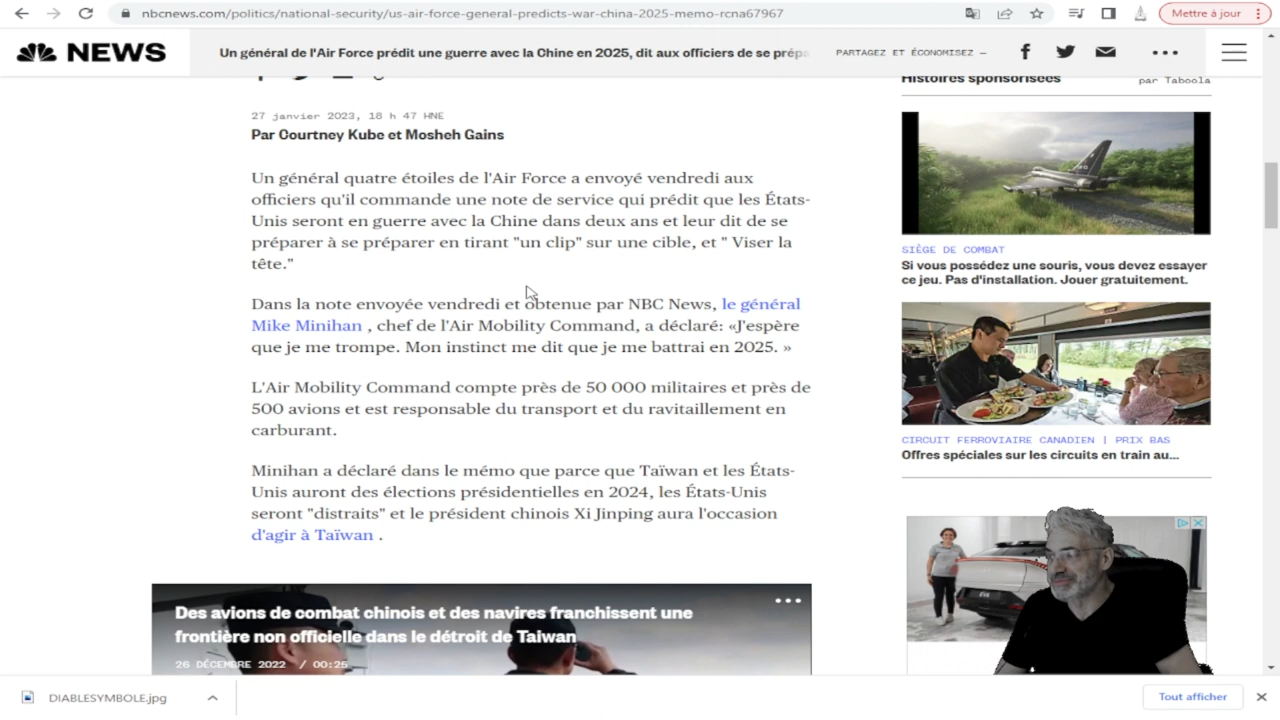 nbcnews.com/politics/national-security/us-air-force-general-predicts-war-china-2025-memo-rcna67967
Mettre à jour
NEWS
Un général de l'Air Force prédit une guerre avec la Chine en 2025, dit aux officiers de se prépa
PARTAGEZ ET ÉCONOMISEZ —
Histoires sponsorisées
par Taboola
27 janvier 2023, 18 h 47 HNE
Par Courtney Kube et Mosheh Gains
Un général quatre étoiles de l'Air Force a envoyé vendredi aux
officiers qu'il commande une note de service qui prédit que les États-
Unis seront en guerre avec la Chine dans deux ans et leur dit de se
préparer à se préparer en tirant "un clip" sur une cible, et " Viser la
tête."
Dans la note envoyée vendredi et obtenue par NBC News, le général
Mike Minihan , chef de l'Air Mobility Command, a déclaré: «J'espère
que je me trompe. Mon instinct me dit que je me battrai en 2025. »
L'Air Mobility Command compte près de 50 000 militaires et près de
500 avions et est responsable du transport et du ravitaillement en
carburant.
Minihan a déclaré dans le mémo que parce que Taïwan et les États-
Unis auront des élections présidentielles en 2024, les États-Unis
seront "distraits" et le président chinois Xi Jinping aura l'occasion
d'agir à Taïwan .
Des avions de combat chinois et des navires franchissent une
frontière non officielle dans le détroit de Taiwan
26 DÉCEMBRE 2022 / 00:25
SIÈGE DE COMBAT
Si vous possédez une souris, vous devez essayer
ce jeu. Pas d'installation. Jouer gratuitement.
CIRCUIT FERROVIAIRE CANADIEN | PRIX BAS
Offres spéciales sur les circuits en train au...
DIABLESYMBOLE.jpg
Tout afficher